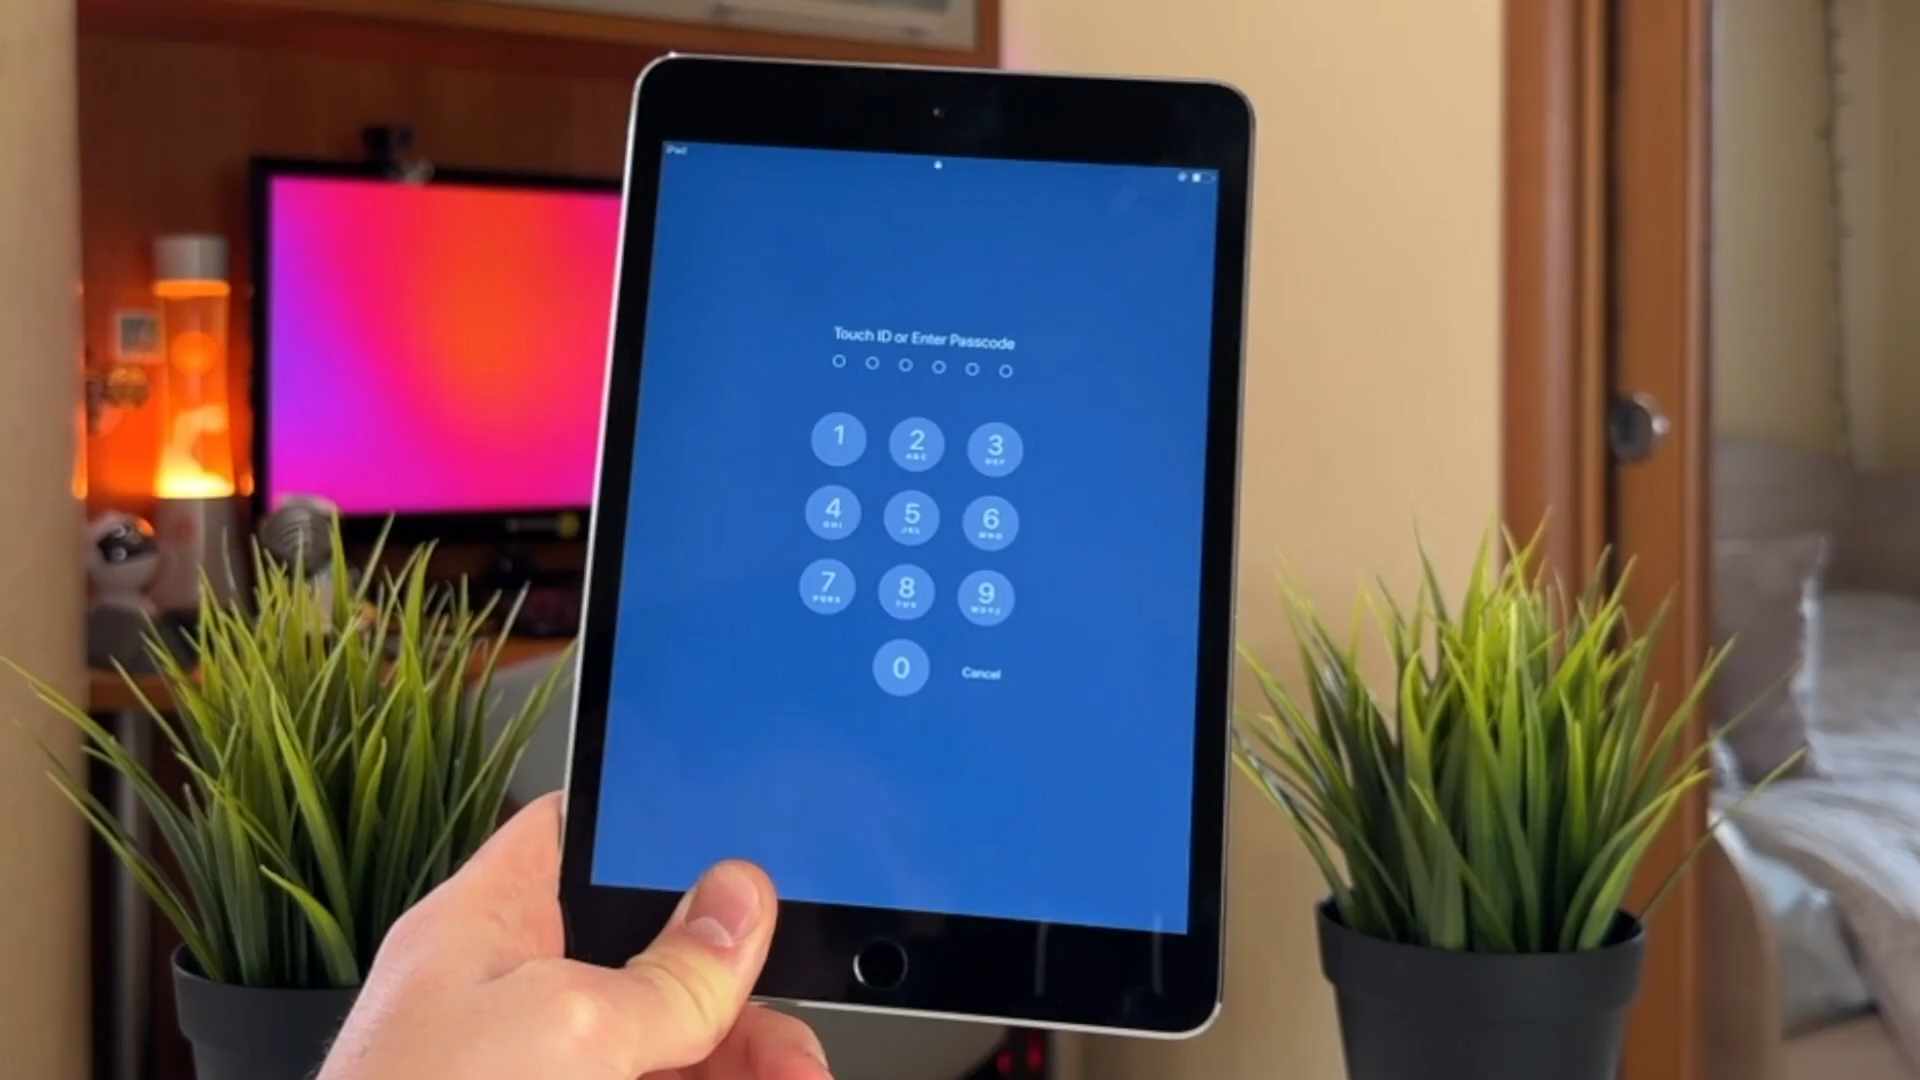 iPad
Touch ID or Enter Passcode
1 2 3
ABC DEF
4 5 6
GHI JKL MNO
7 8 9
PQRS TUV WXYZ
0 Cancel